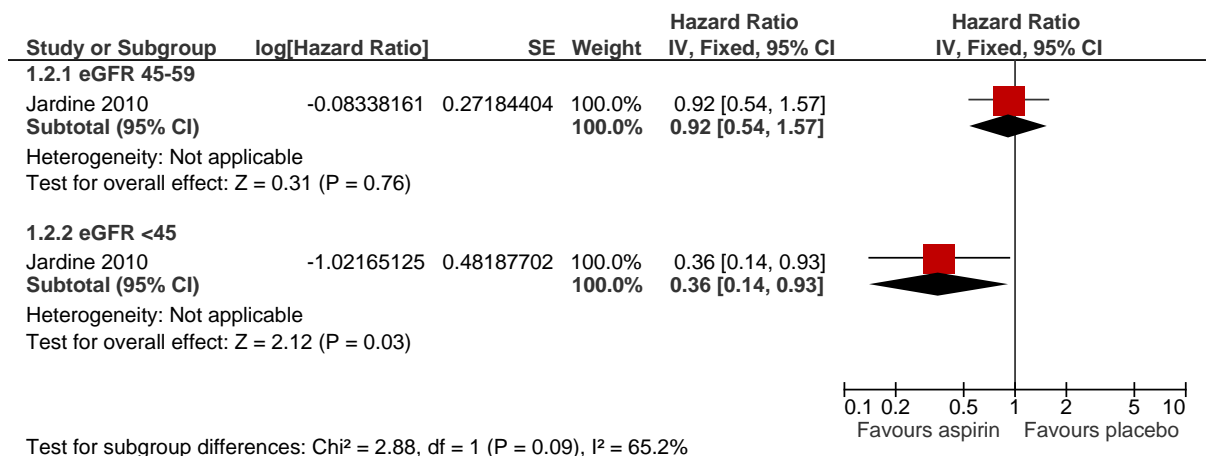 Hazard Ratio Hazard Ratio
Study or Subgroup log[Hazard Ratio] SE Weight IV, Fixed, 95% CI IV, Fixed, 95% CI
1.2.1 eGFR 45-59
Jardine 2010 -0.08338161 0.27184404 100.0% 0.92 [0.54, 1.57]
Subtotal (95% CI) 100.0% 0.92 [0.54, 1.57]
Heterogeneity: Not applicable
Test for overall effect: Z = 0.31 (P = 0.76)
1.2.2 eGFR <45
Jardine 2010 -1.02165125 0.48187702 100.0% 0.36 [0.14, 0.93]
Subtotal (95% CI) 100.0% 0.36 [0.14, 0.93]
Heterogeneity: Not applicable
Test for overall effect: Z = 2.12 (P = 0.03)
0.1 0.2 0.5 1 2 5 10
Favours aspirin Favours placebo
Test for subgroup differences: Chi² = 2.88, df = 1 (P = 0.09), I² = 65.2%